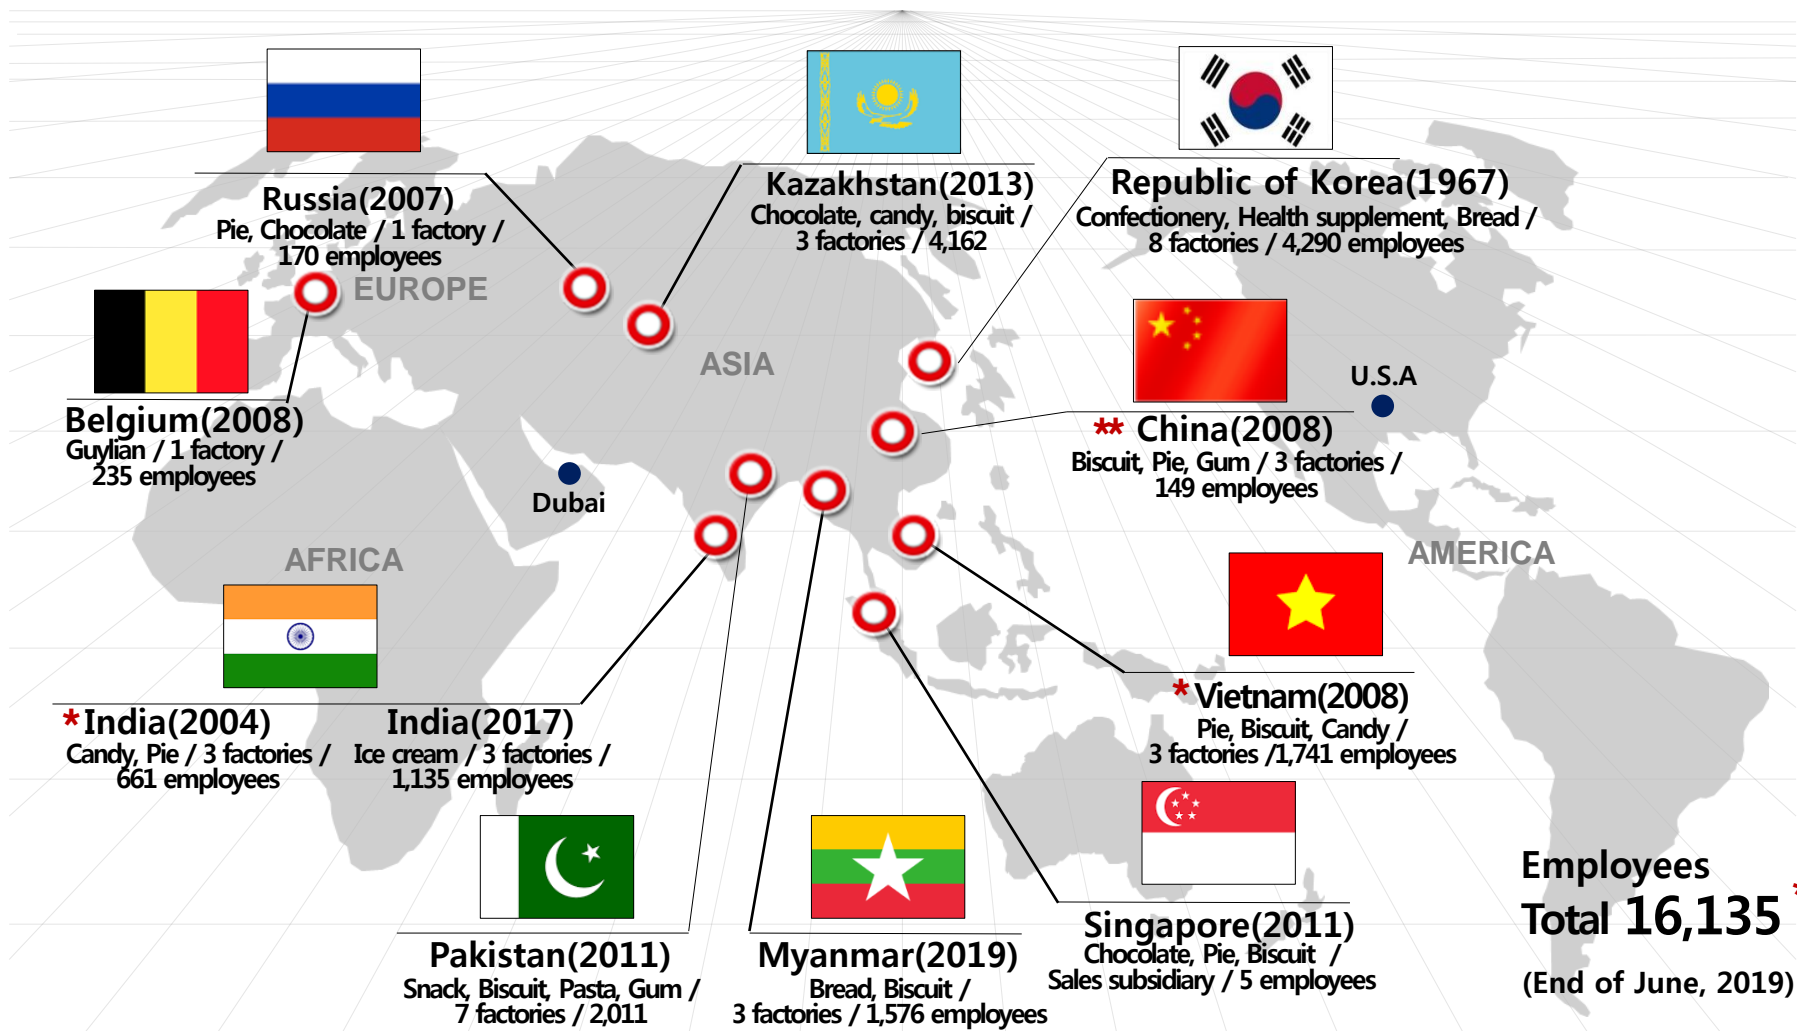 Russia(2007)
Pie, Chocolate / 1 factory /
170 employees
Kazakhstan(2013)
Chocolate, candy, biscuit /
3 factories / 4,162
Republic of Korea(1967)
Confectionery, Health supplement, Bread /
8 factories / 4,290 employees
EUROPE
ASIA
Belgium(2008)
Guylian / 1 factory /
235 employees
Dubai
U.S.A
** China(2008)
Biscuit, Pie, Gum / 3 factories /
149 employees
AFRICA
AMERICA
*India(2004)
Candy, Pie / 3 factories /
661 employees
India(2017)
Ice cream / 3 factories /
1,135 employees
*Vietnam(2008)
Pie, Biscuit, Candy /
3 factories /1,741 employees
Pakistan(2011)
Snack, Biscuit, Pasta, Gum /
7 factories / 2,011
Myanmar(2019)
Bread, Biscuit /
3 factories / 1,576 employees
Singapore(2011)
Chocolate, Pie, Biscuit /
Sales subsidiary / 5 employees
Employees
Total 16,135 *
(End of June, 2019)